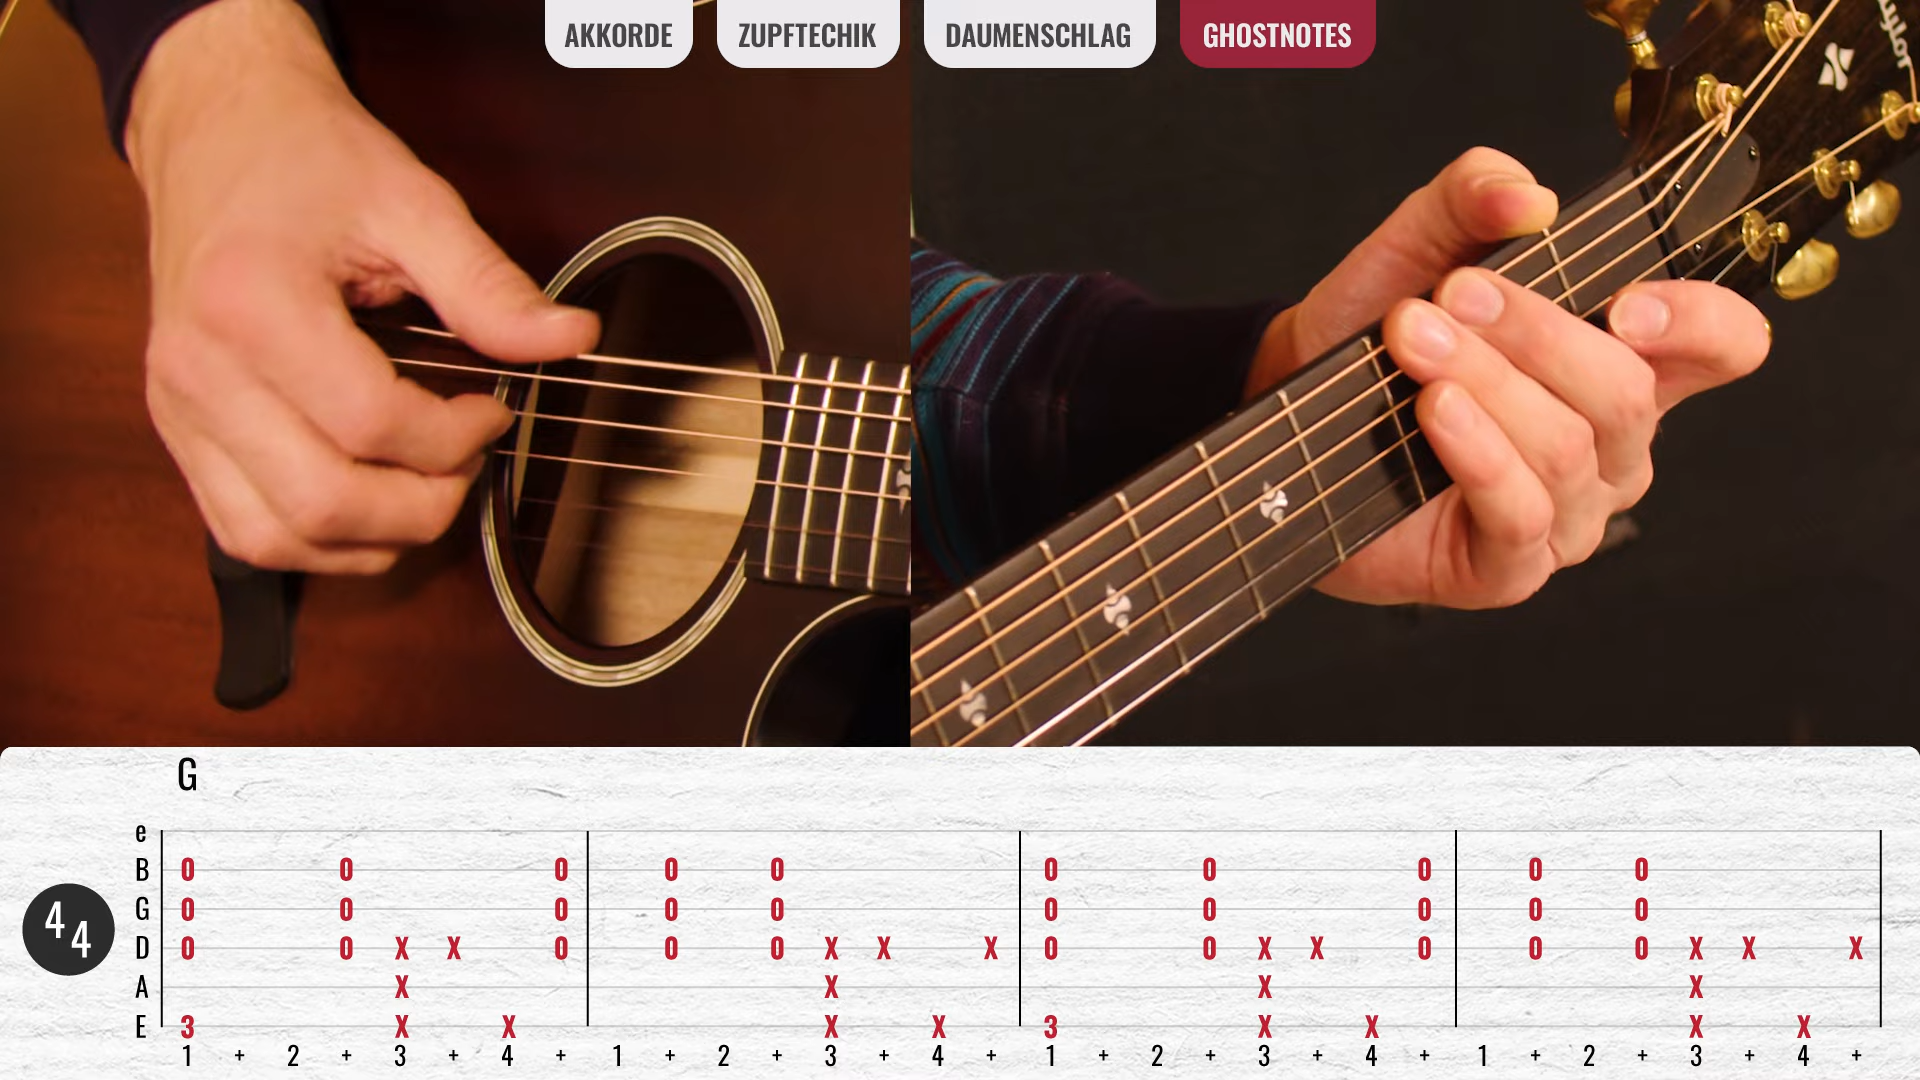 AKKORDE ZUPFTECHIK DAUMENSCHLAG GHOSTNOTES
G
e
B 0 0 0 0 0 0 0 0 0 0
G 0 0 0 0 0 0 0 0 0 0
D 0 0 X X 0 0 0 X X X 0 0 X X 0 0 0 X X X
A X X X X
E 3 X X X X 3 X X X X
4 4
1 + 2 + 3 + 4 + 1 + 2 + 3 + 4 + 1 + 2 + 3 + 4 + 1 + 2 + 3 + 4 +